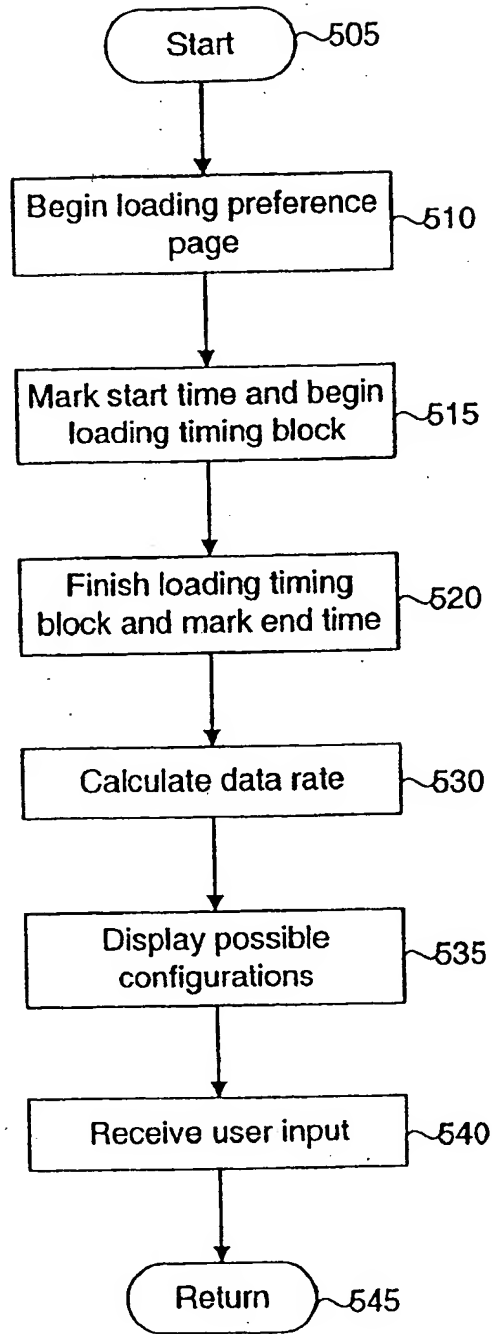 Start
505
Begin loading preference
page
510
Mark start time and begin
loading timing block
515
Finish loading timing
block and mark end time
520
Calculate data rate
530
Display possible
configurations
535
Receive user input
540
Return
545